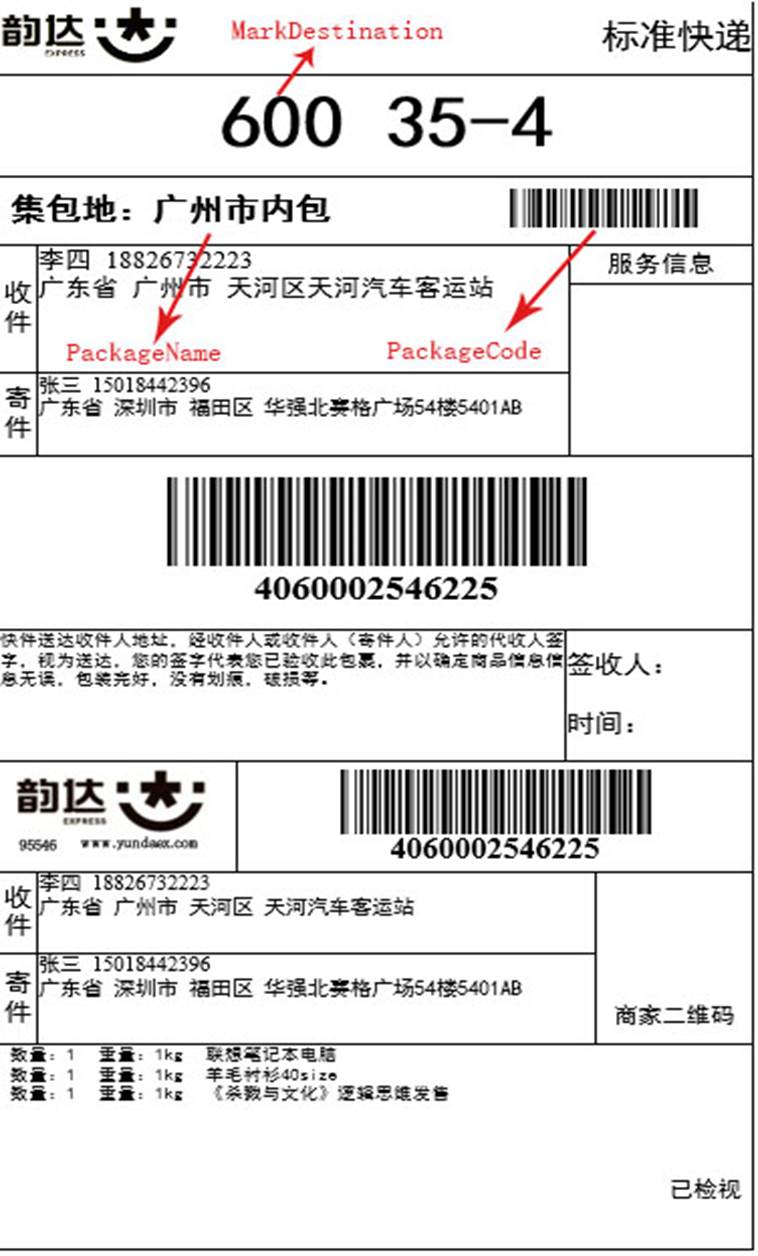 韵达
EXPRESS
MarkDestination
标准快递
600 35-4
集包地：广州市内包
收件
李四 18826732223
广东省 广州市 天河区天河汽车客运站
服务信息
PackageName
PackageCode
寄件
张三 15018442396
广东省 深圳市 福田区 华强北赛格广场54楼5401AB
4060002546225
快件送达收件人地址，经收件人或收件人（寄件人）允许的代收人签
字，视为送达，您的签字代表您已验收此包裹，并以确定商品信息信
息无误，包装完好，没有划痕，破损等。
签收人：
时间：
韵达
EXPRESS
95546 www.yundaex.com
4060002546225
收件
李四 18826732223
广东省 广州市 天河区 天河汽车客运站
寄件
张三 15018442396
广东省 深圳市 福田区 华强北赛格广场54楼5401AB
商家二维码
数量：1 重量：1kg 联想笔记本电脑
数量：1 重量：1kg 羊毛衬衫40size
数量：1 重量：1kg 《杀戮与文化》逻辑思维发售
已检视